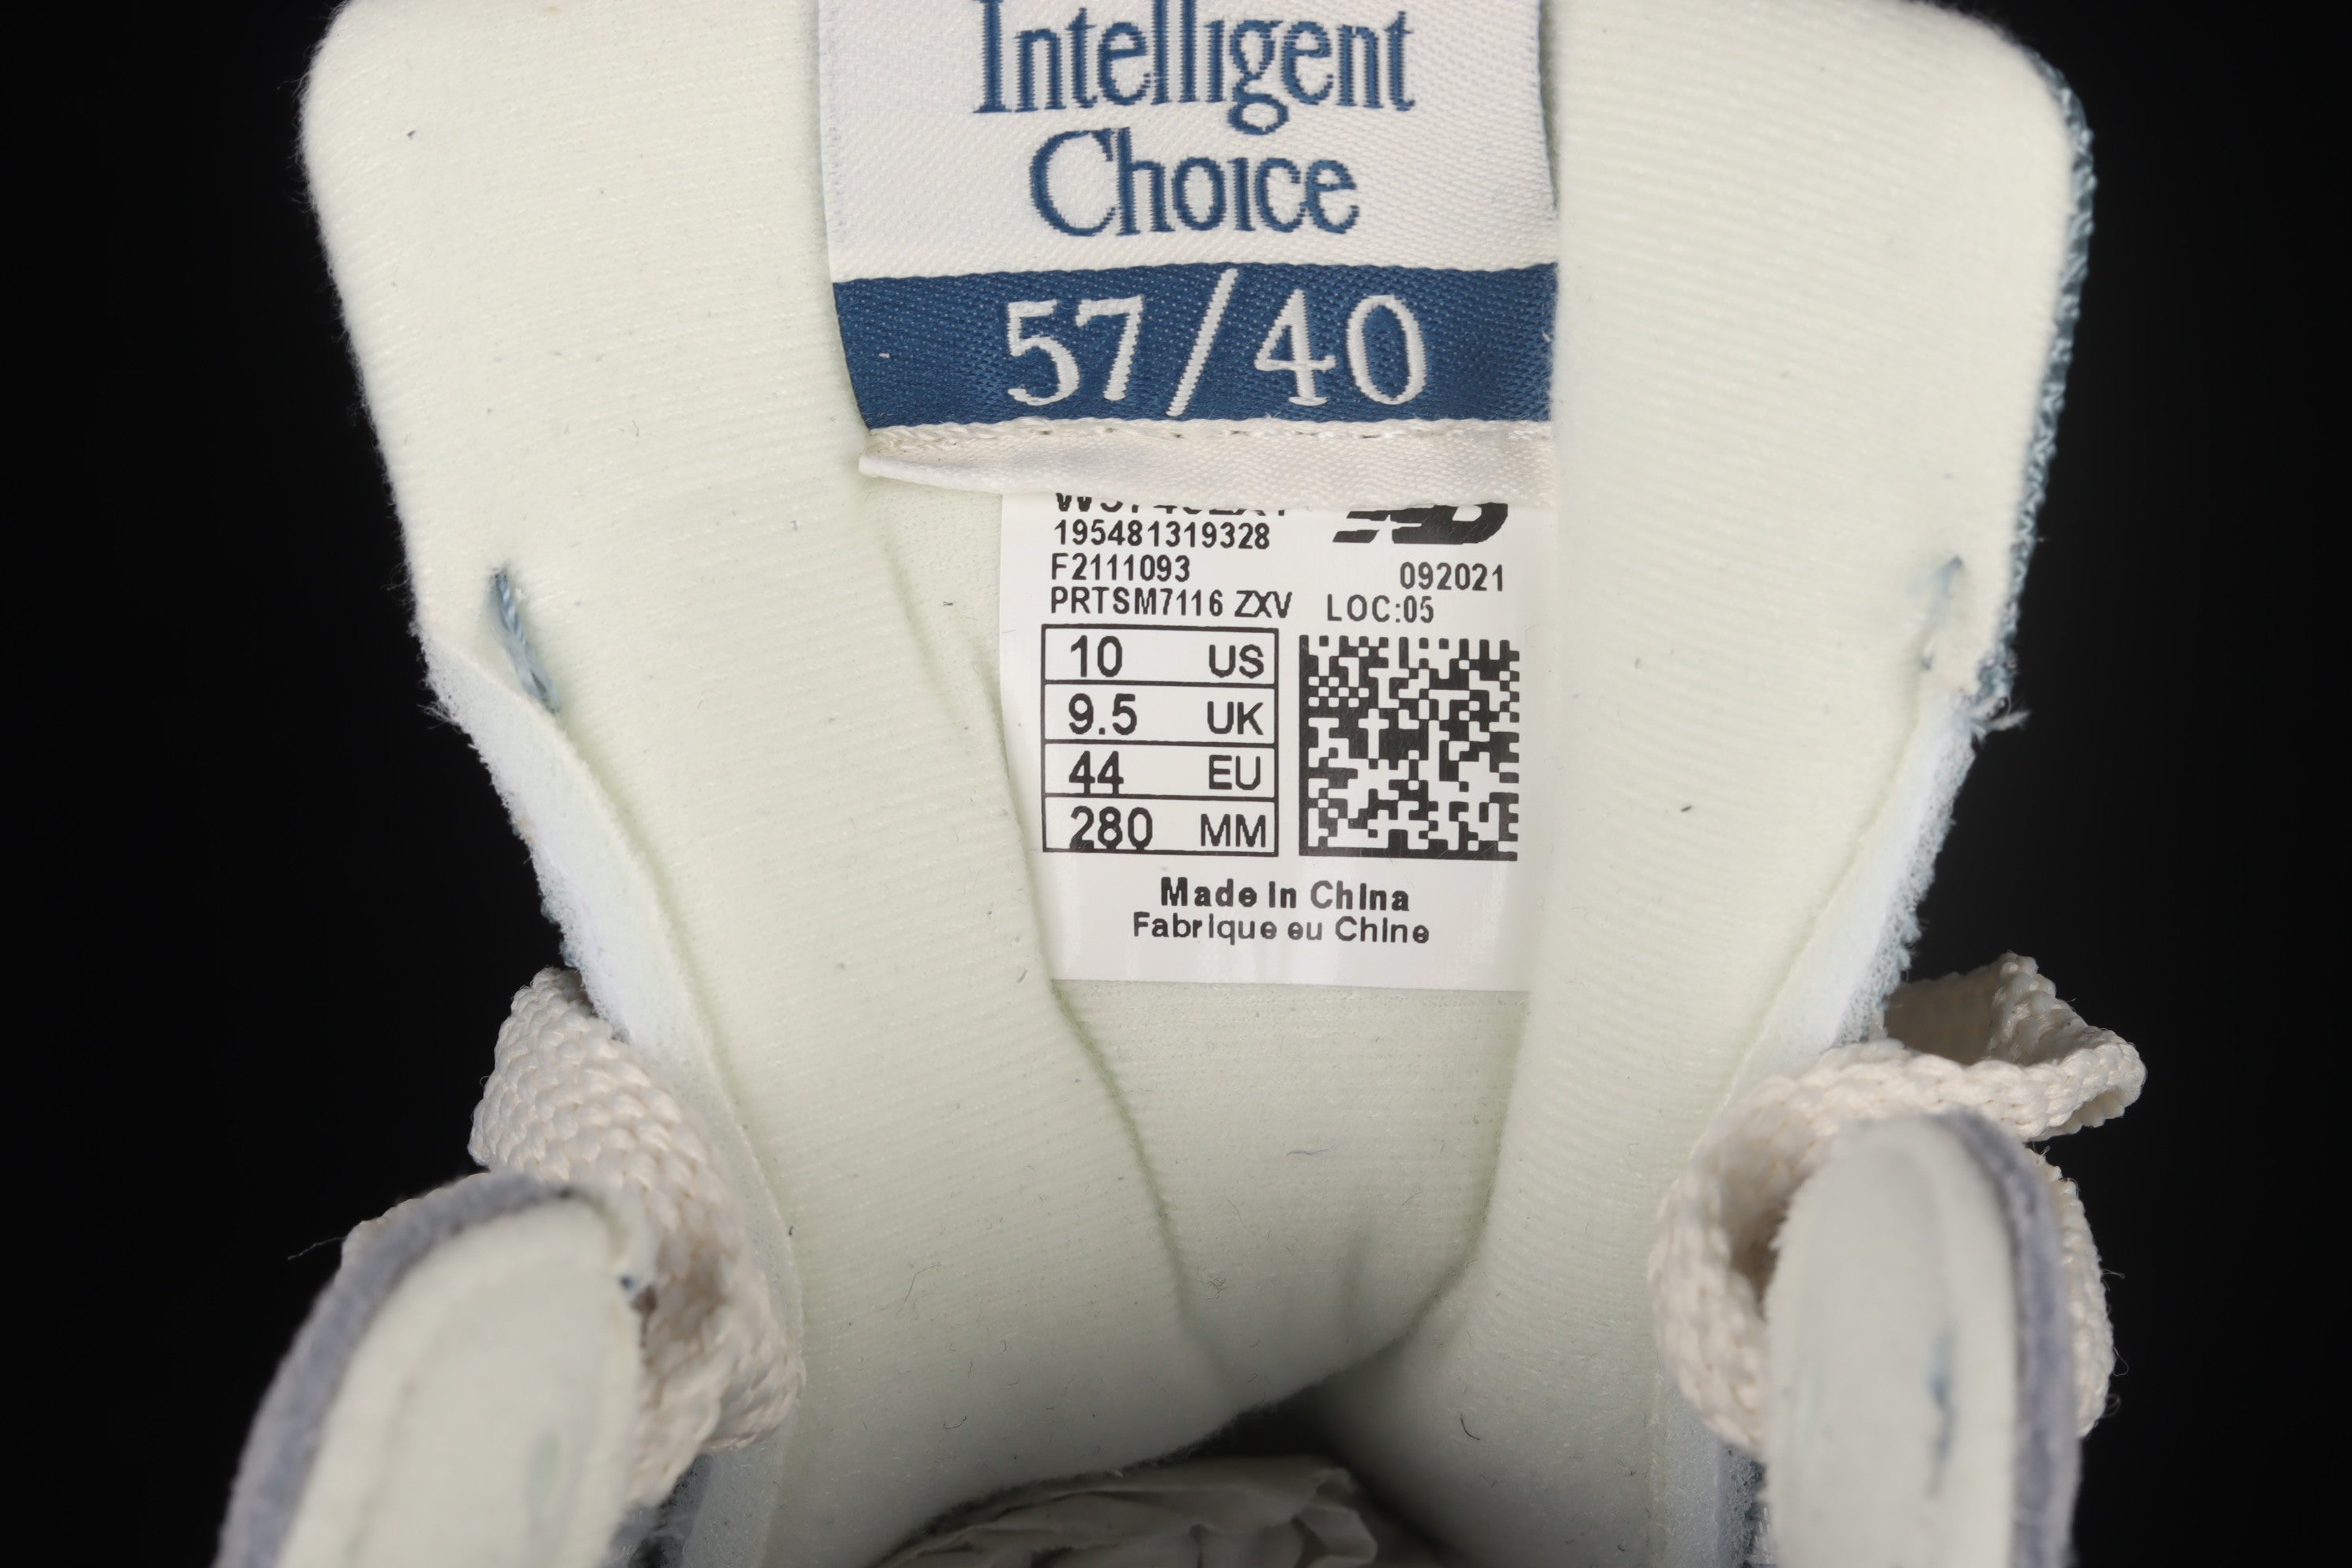 Intelligent
Choice
57/40
195481319328
F2111093
092021
PRTSM7116 ZXV LOC:05
10 US
9.5 UK
44 EU
280 MM
Made In China
Fabrique eu Chine